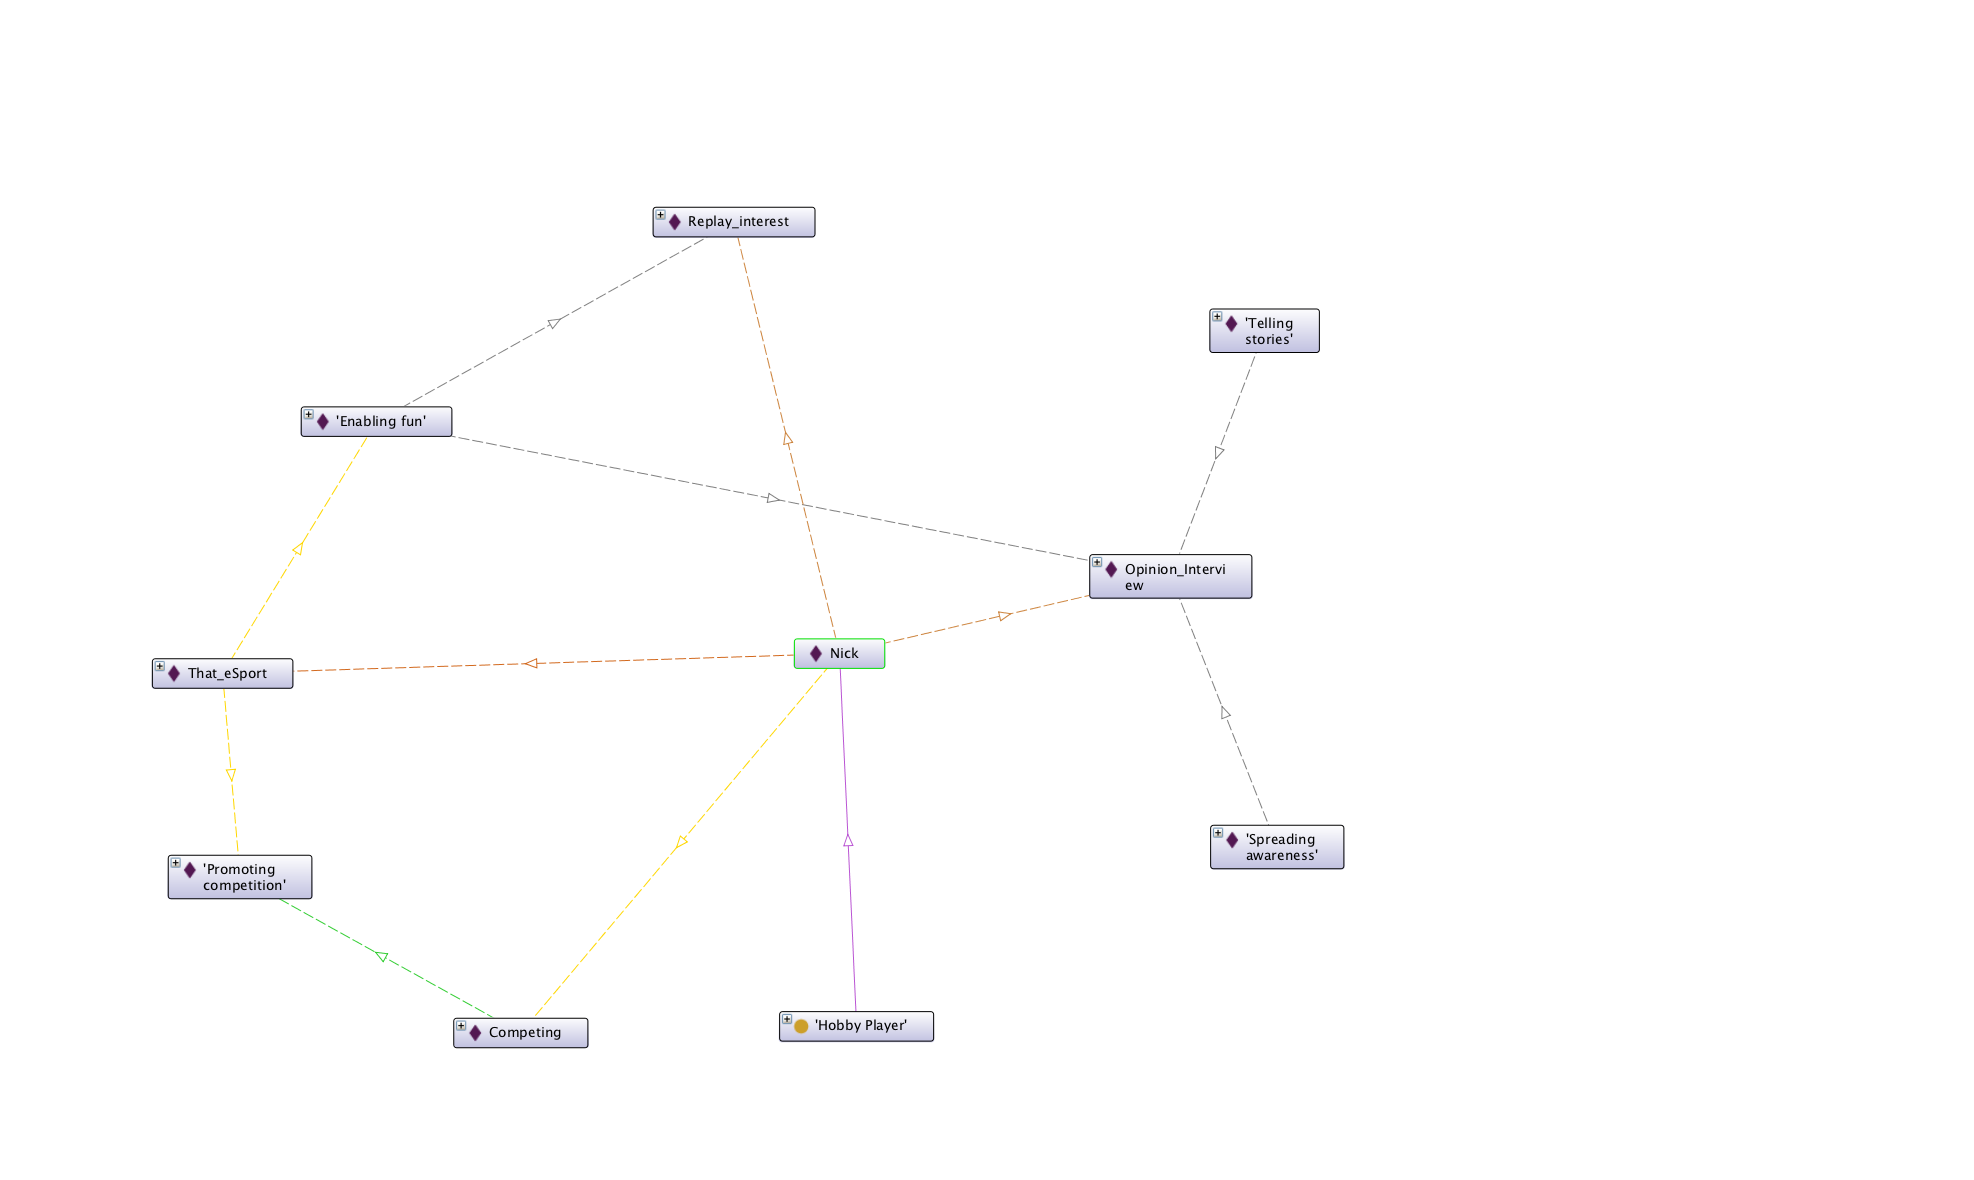 Replay_interest
'Telling
stories'
'Enabling fun'
Opinion_Intervi
ew
Nick
That_eSport
'Spreading
awareness'
'Promoting
competition'
'Hobby Player'
Competing